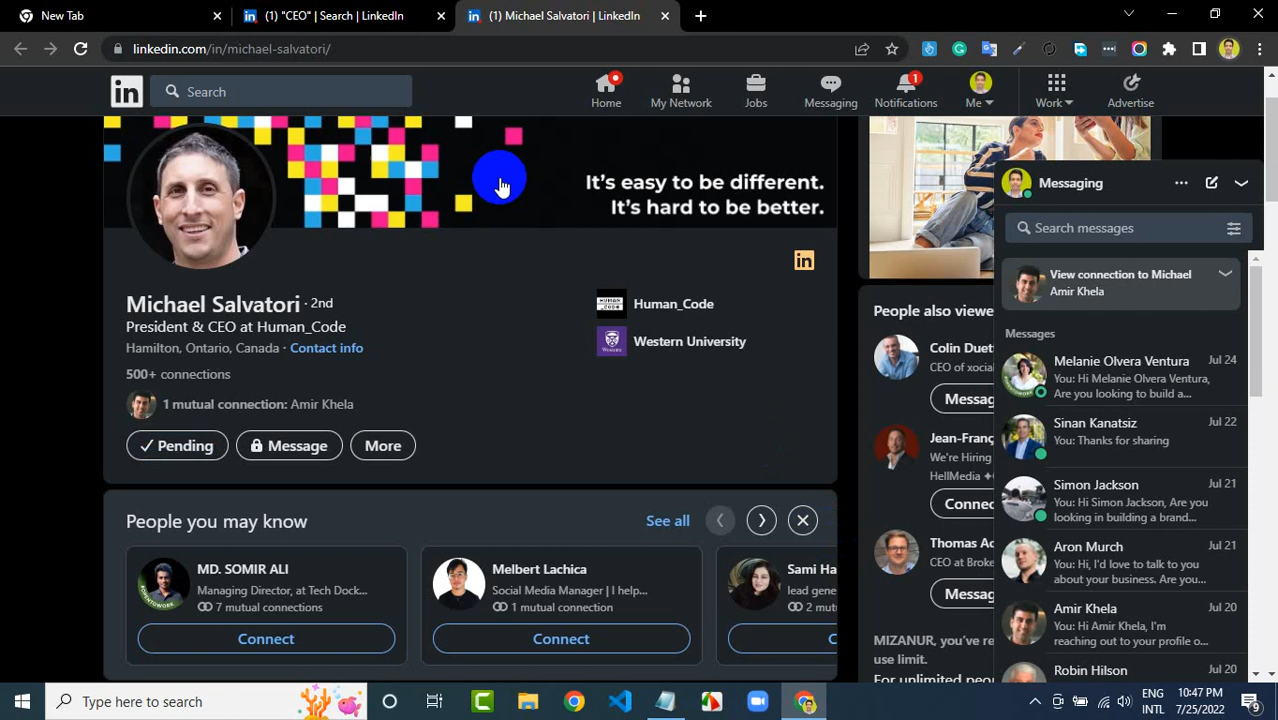 New Tab
(1) "CEO" | Search | LinkedIn
(1) Michael Salvatori | LinkedIn
linkedin.com/in/michael-salvatori/
in
Search
Home
My Network
Jobs
Messaging
1
Notifications
Me
Work
Advertise
It's easy to be different.
It's hard to be better.
Michael Salvatori · 2nd
President & CEO at Human_Code
Hamilton, Ontario, Canada · Contact info
500+ connections
1 mutual connection: Amir Khela
Pending
Message
More
in
Human_Code
Western University
People you may know
See all
MD. SOMIR ALI
Managing Director, at Tech Dock...
7 mutual connections
Connect
Melbert Lachica
Social Media Manager | I help...
1 mutual connection
Connect
Sami Ha
lead gene
2 mut
C
People also viewe
Colin Duet
CEO of xocial
Messag
Jean-Franç
We're Hiring
HellMedia
Connec
Thomas Ac
CEO at Broke
Messag
MIZANUR, you've re
use limit.
For unlimited peop
Messaging
Search messages
View connection to Michael
Amir Khela
Messages
Melanie Olvera Ventura
Jul 24
You: Hi Melanie Olvera Ventura,
Are you looking to build a...
Sinan Kanatsiz
Jul 22
You: Thanks for sharing
Simon Jackson
Jul 21
You: Hi Simon Jackson, Are you
looking in building a brand...
Aron Murch
Jul 21
You: Hi, I'd love to talk to you
about your business. Are you...
Amir Khela
Jul 20
You: Hi Amir Khela, I'm
reaching out to your profile o...
Robin Hilson
Jul 20
Type here to search
ENG
INTL
10:47 PM
7/25/2022
9